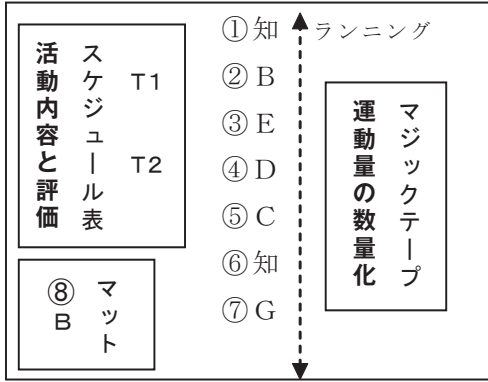 スケジュール表
活動内容と評価
T1
T2
⑧B
マット
①知
②B
③E
④D
⑤C
⑥知
⑦G
ランニング
マジックテープ
運動量の数量化